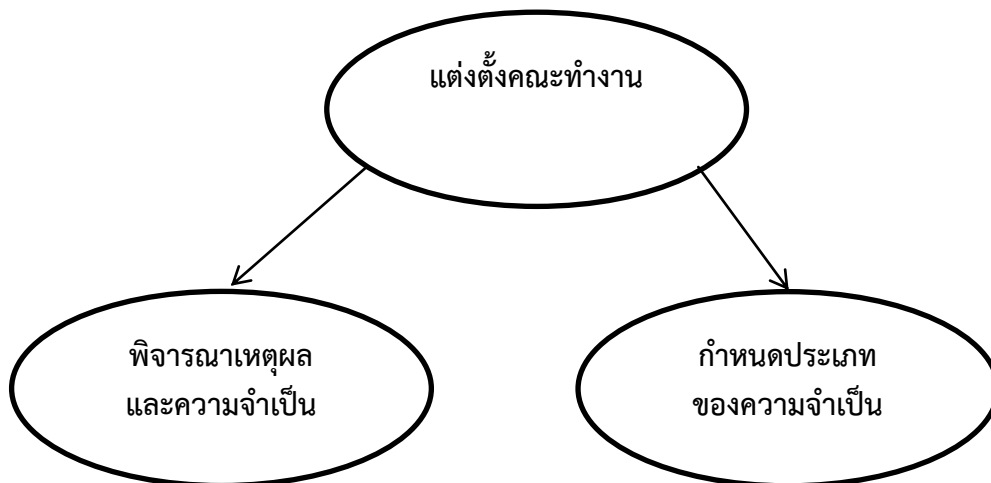 แต่งตั้งคณะทำงาน
พิจารณาเหตุผล
และความจำเป็น
กำหนดประเภท
ของความจำเป็น